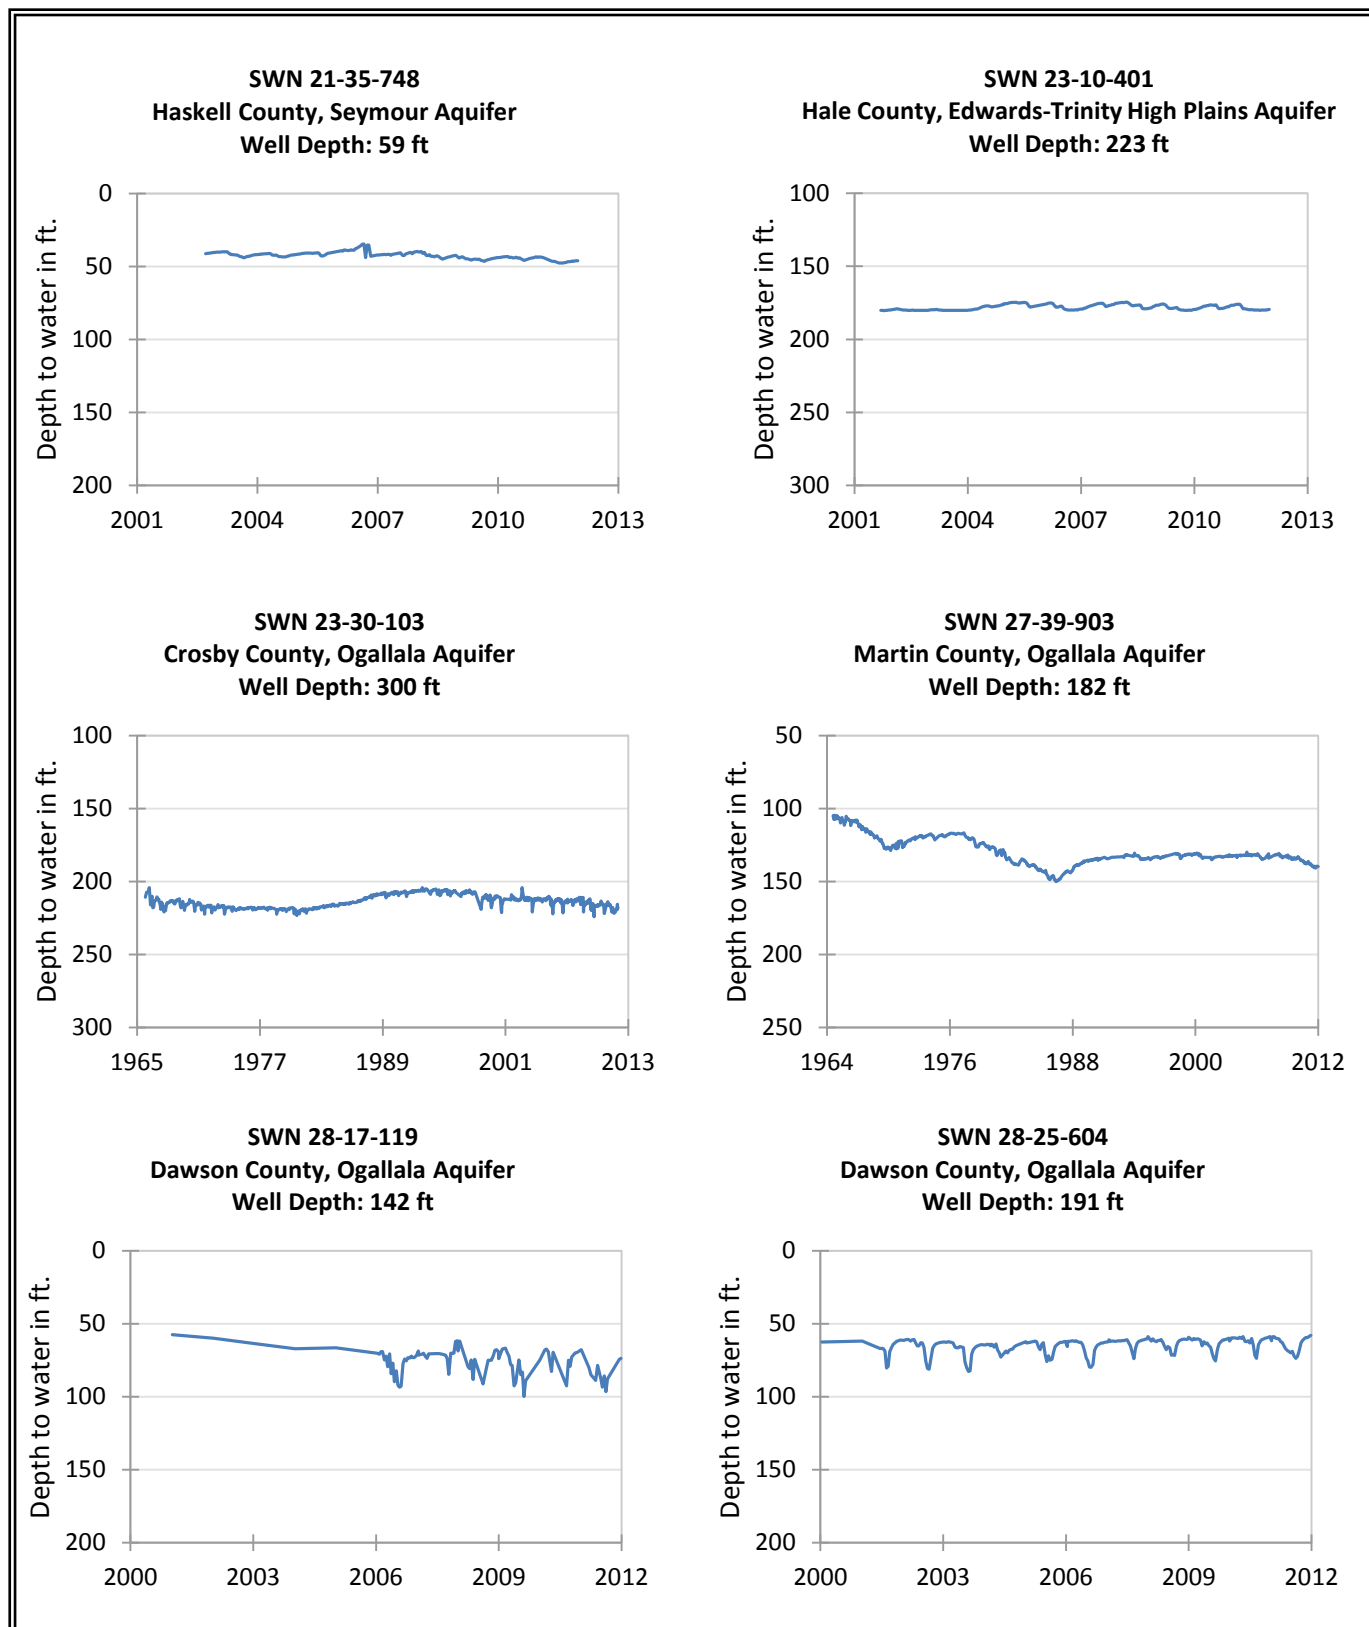 SWN 21-35-748
Haskell County, Seymour Aquifer
Well Depth: 59 ft
Depth to water in ft.
0
50
100
150
200
2001 2004 2007 2010 2013
SWN 23-10-401
Hale County, Edwards-Trinity High Plains Aquifer
Well Depth: 223 ft
Depth to water in ft.
100
150
200
250
300
2001 2004 2007 2010 2013
SWN 23-30-103
Crosby County, Ogallala Aquifer
Well Depth: 300 ft
Depth to water in ft.
100
150
200
250
300
1965 1977 1989 2001 2013
SWN 27-39-903
Martin County, Ogallala Aquifer
Well Depth: 182 ft
Depth to water in ft.
50
100
150
200
250
1964 1976 1988 2000 2012
SWN 28-17-119
Dawson County, Ogallala Aquifer
Well Depth: 142 ft
Depth to water in ft.
0
50
100
150
200
2000 2003 2006 2009 2012
SWN 28-25-604
Dawson County, Ogallala Aquifer
Well Depth: 191 ft
Depth to water in ft.
0
50
100
150
200
2000 2003 2006 2009 2012